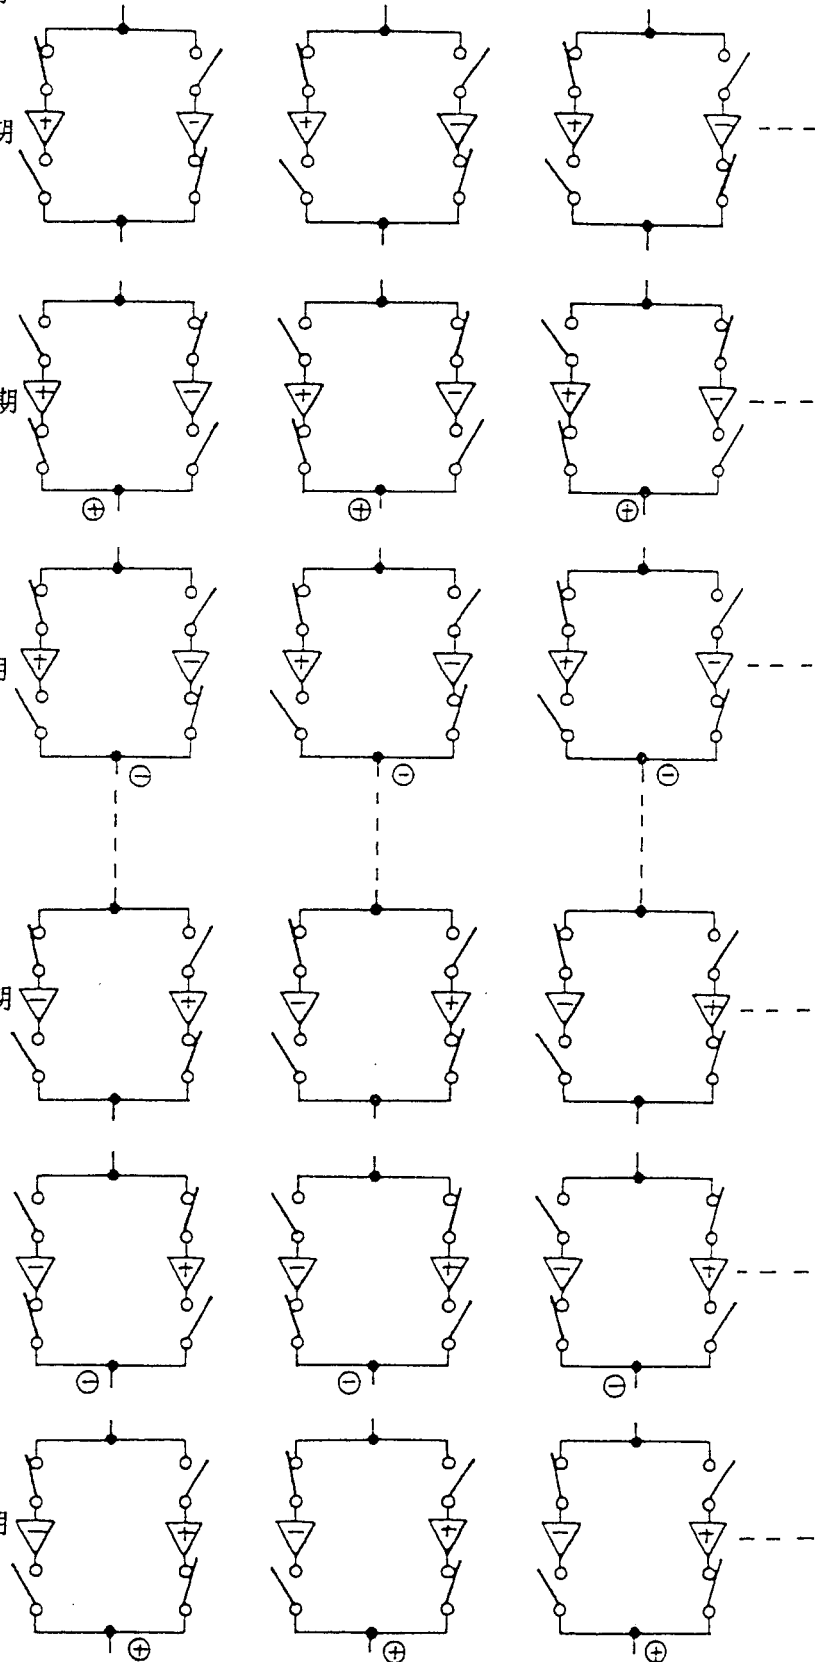 期
+ - + - + -
期
+ - + - + -
⊕ ⊕ ⊕
期
+ - + - + -
⊖ ⊖ ⊖
期
- + - + - +
- + - + - +
⊖ ⊖ ⊖
期
- + - + - +
⊕ ⊕ ⊕